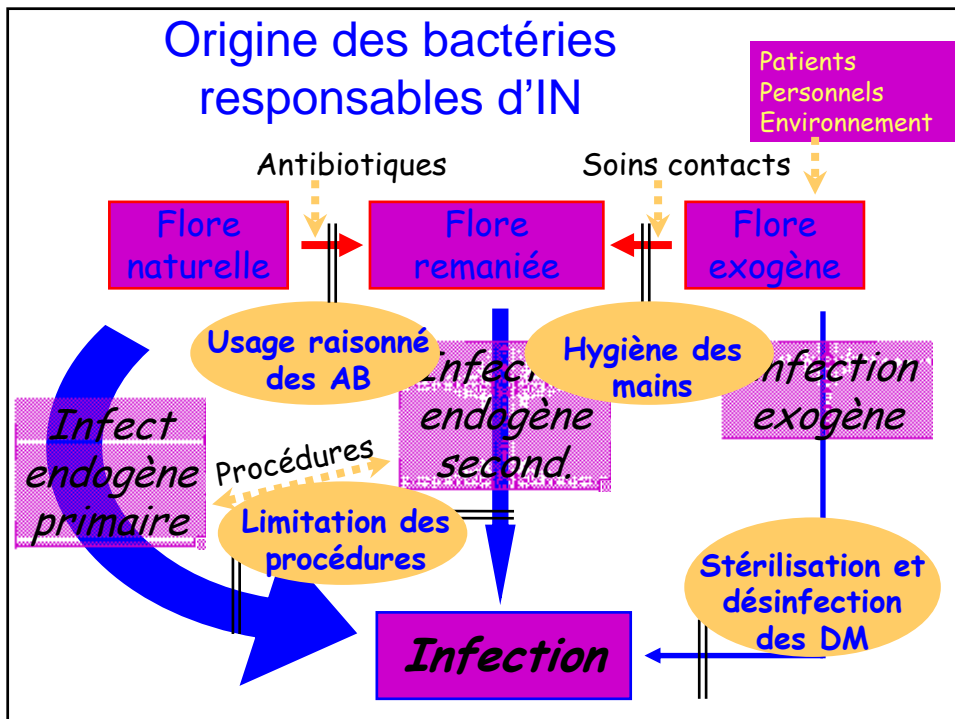 Origine des bactéries
responsables d'IN
Patients
Personnels
Environnement
Antibiotiques
Soins contacts
Flore
naturelle
Flore
remaniée
Flore
exogène
Usage raisonné
des AB
Hygiène des
mains
Infect
endogène
primaire
endogène
second.
exogène
Procédures
Limitation des
procédures
Stérilisation et
désinfection
des DM
Infection